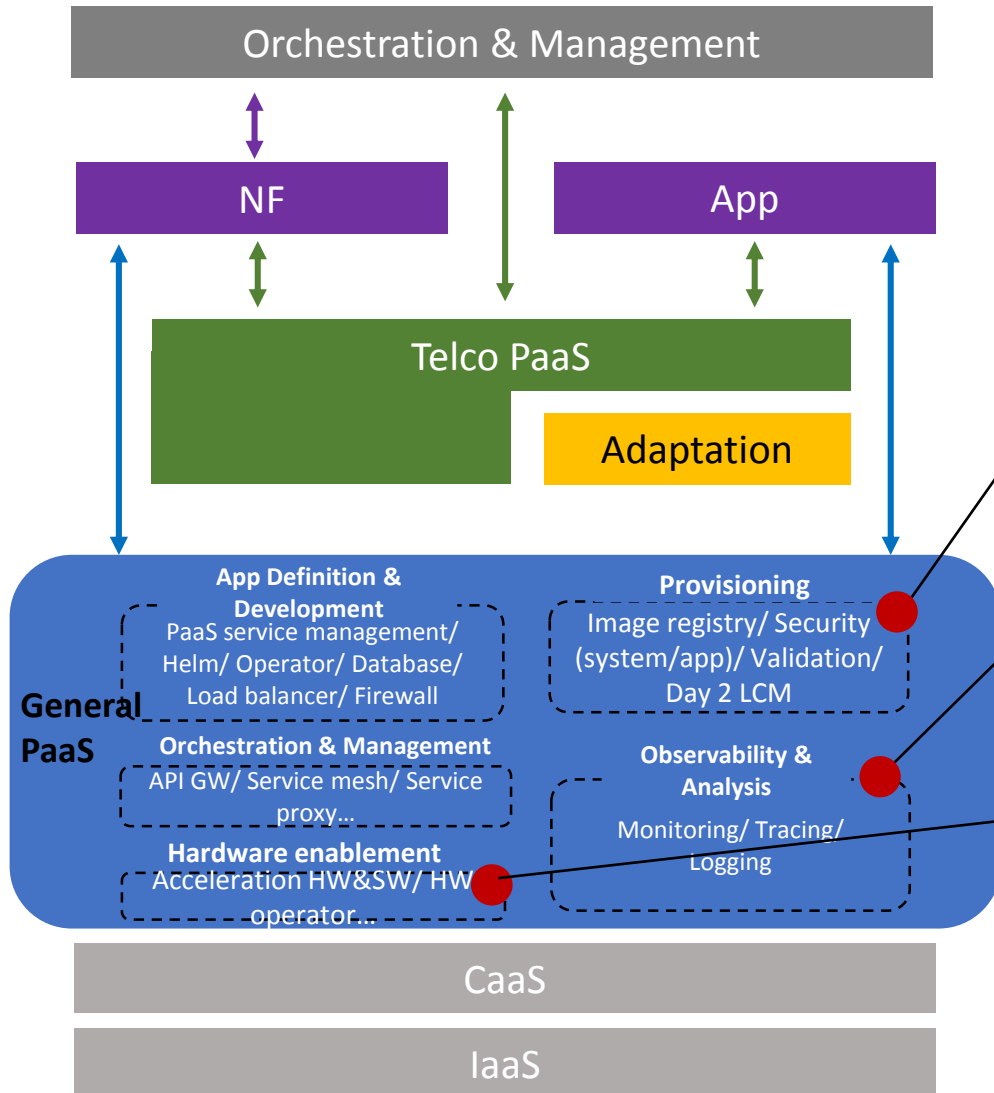 Orchestration & Management
NF
App
Telco PaaS
Adaptation
General
PaaS
App Definition &
Development
PaaS service management/
Helm/ Operator/ Database/
Load balancer/ Firewall
Provisioning
Image registry/ Security
(system/app)/ Validation/
Day 2 LCM
Orchestration & Management
API GW/ Service mesh/ Service
proxy…
Observability &
Analysis
Monitoring/ Tracing/
Logging
Hardware enablement
Acceleration HW&SW/ HW
operator…
CaaS
IaaS